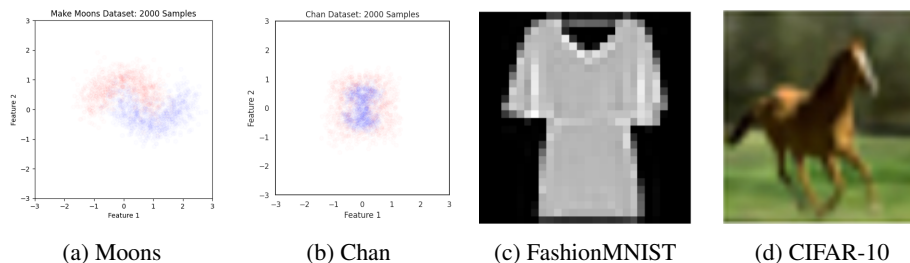 Make Moons Dataset: 2000 Samples
3
2
1
0
−1
−2
−3
Feature 2
−3 −2 −1 0 1 2 3
Feature 1
(a) Moons
Chan Dataset: 2000 Samples
3
2
1
0
−1
−2
−3
Feature 2
−3 −2 −1 0 1 2 3
Feature 1
(b) Chan
(c) FashionMNIST
(d) CIFAR-10